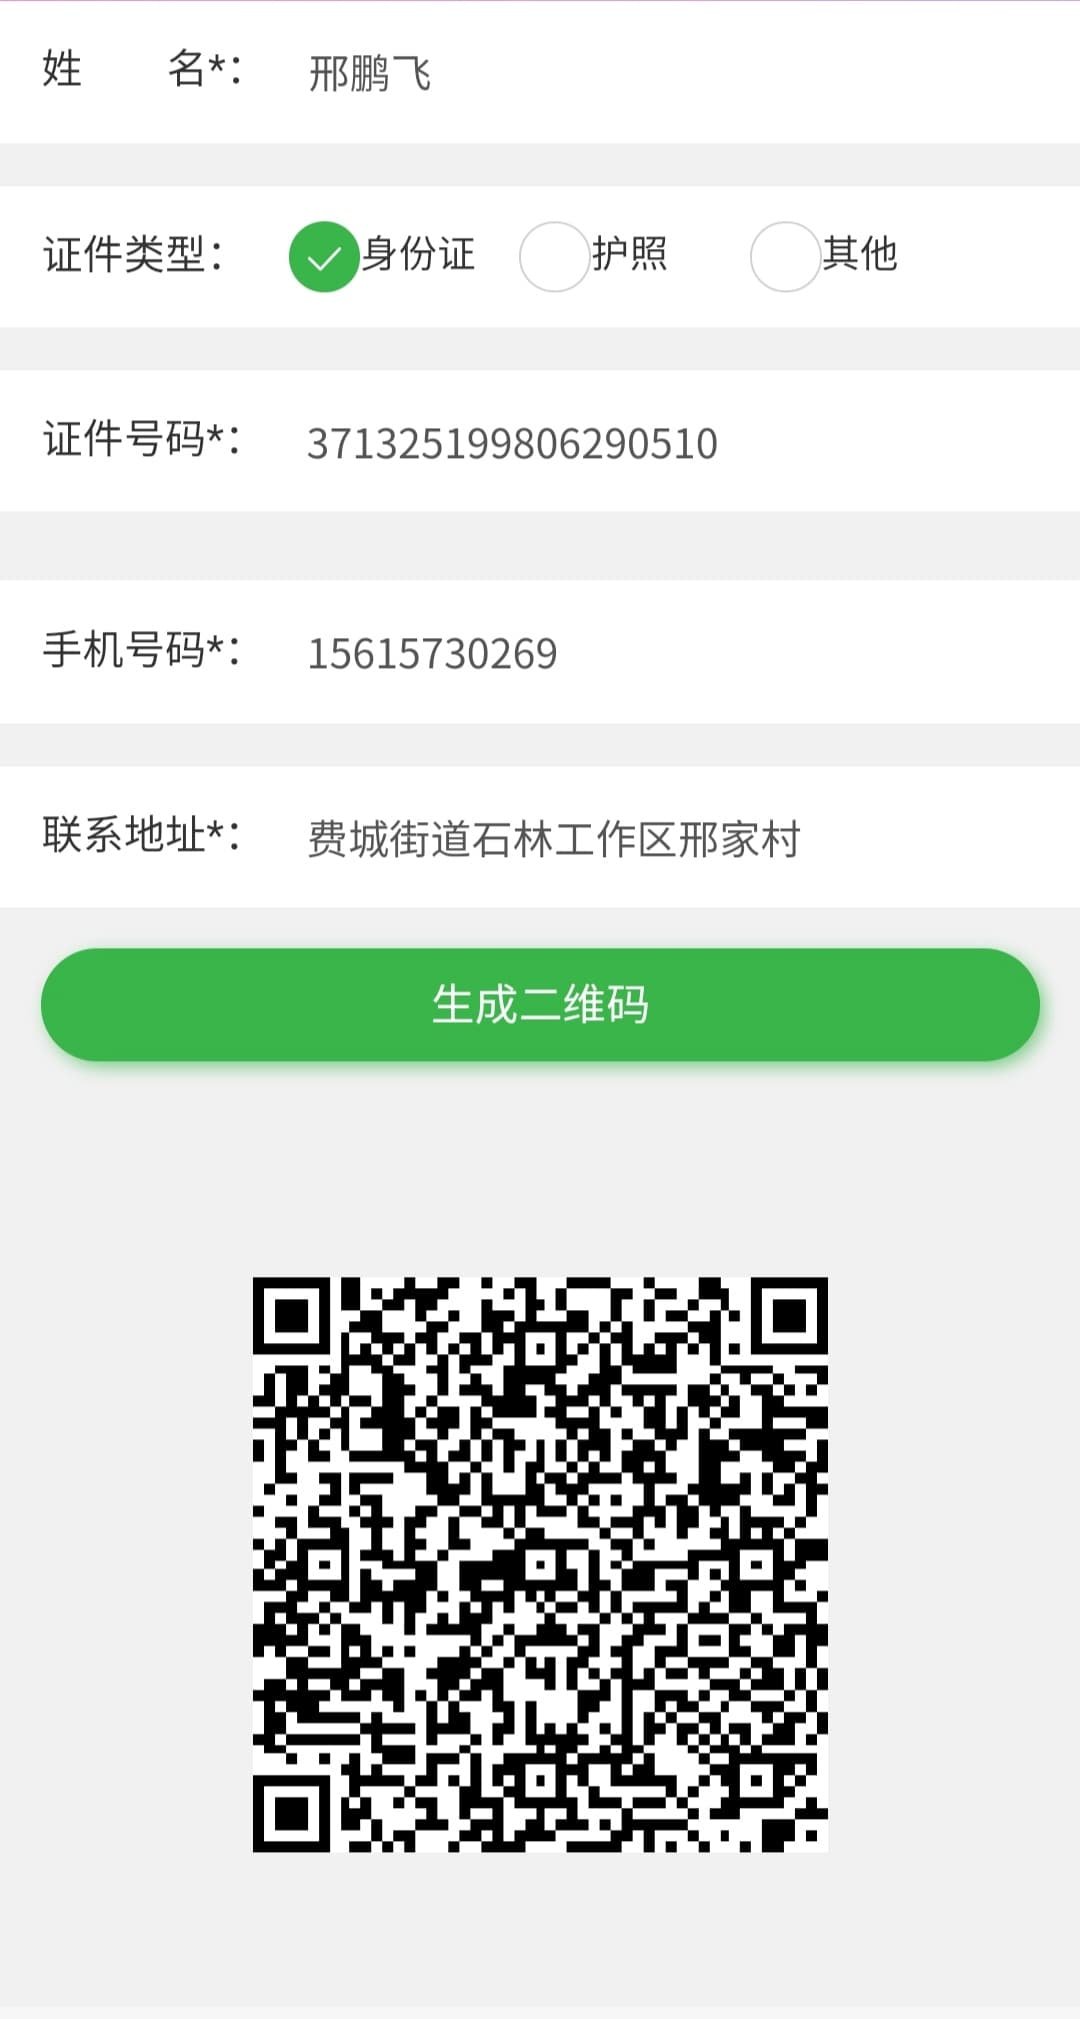 姓 名*： 邢鹏飞
证件类型： 身份证 护照 其他
证件号码*： 371325199806290510
手机号码*： 15615730269
联系地址*： 费城街道石林工作区邢家村
生成二维码